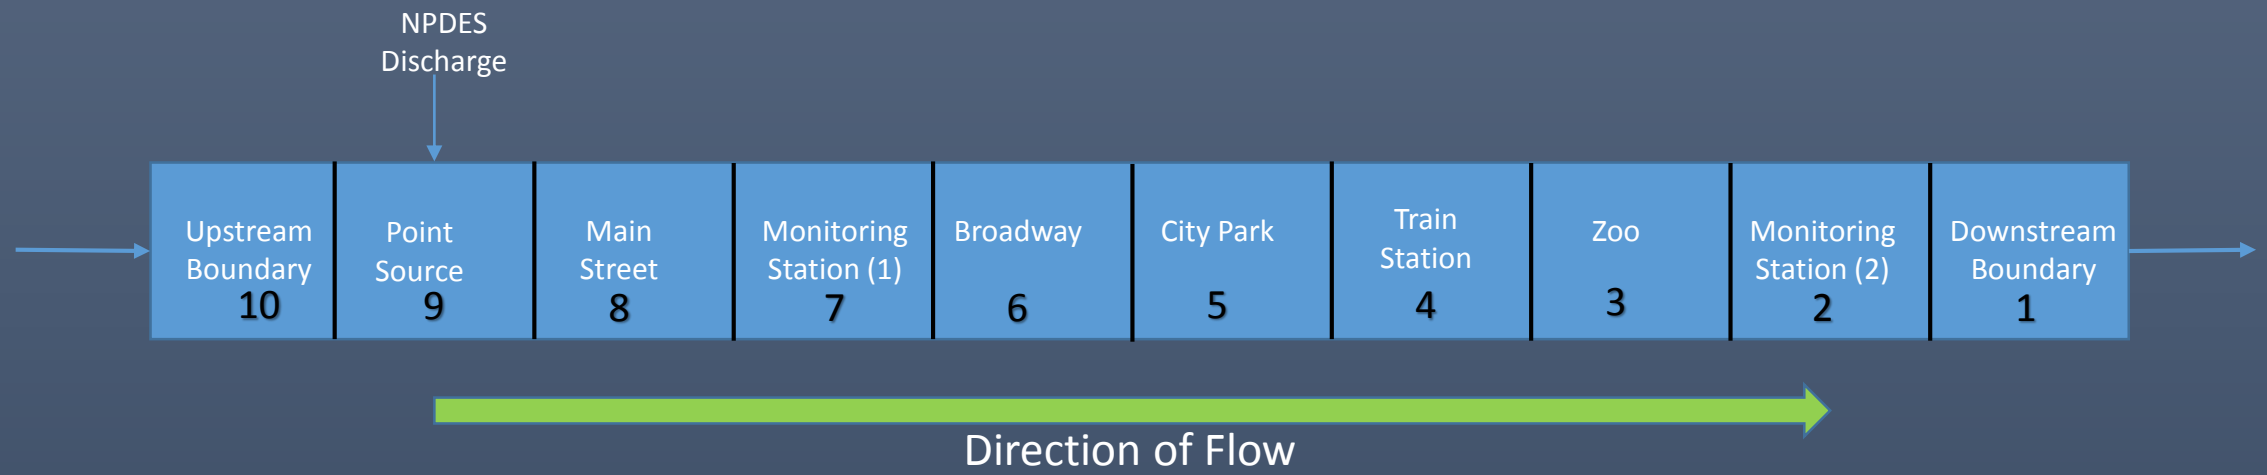 NPDES
Discharge
Upstream
Boundary
10
Point
Source
9
Main
Street
8
Monitoring
Station (1)
7
Broadway
6
City Park
5
Train
Station
4
Zoo
3
Monitoring
Station (2)
2
Downstream
Boundary
1
Direction of Flow